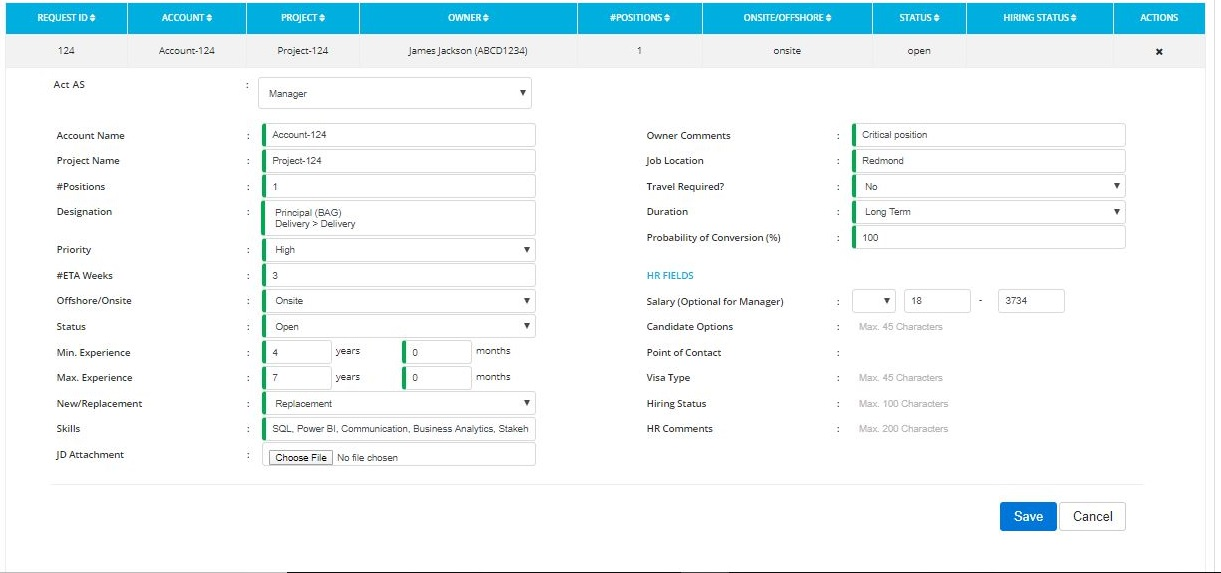 REQUEST ID ACCOUNT PROJECT OWNER #POSITIONS ONSITE/OFFSHORE STATUS HIRING STATUS ACTIONS
124 Account-124 Project-124 James Jackson (ABCD1234) 1 onsite open
Act AS : Manager
Account Name : Account-124
Project Name : Project-124
#Positions : 1
Designation : Principal (BAG)
Delivery > Delivery
Priority : High
#ETA Weeks : 3
Offshore/Onsite : Onsite
Status : Open
Min. Experience : 4 years 0 months
Max. Experience : 7 years 0 months
New/Replacement : Replacement
Skills : SQL, Power BI, Communication, Business Analytics, Stakeh
JD Attachment : Choose File No file chosen
Owner Comments : Critical position
Job Location : Redmond
Travel Required? : No
Duration : Long Term
Probability of Conversion (%) : 100
HR FIELDS
Salary (Optional for Manager) : 18 - 3734
Candidate Options : Max. 45 Characters
Point of Contact :
Visa Type : Max. 45 Characters
Hiring Status : Max. 100 Characters
HR Comments : Max. 200 Characters
Save Cancel